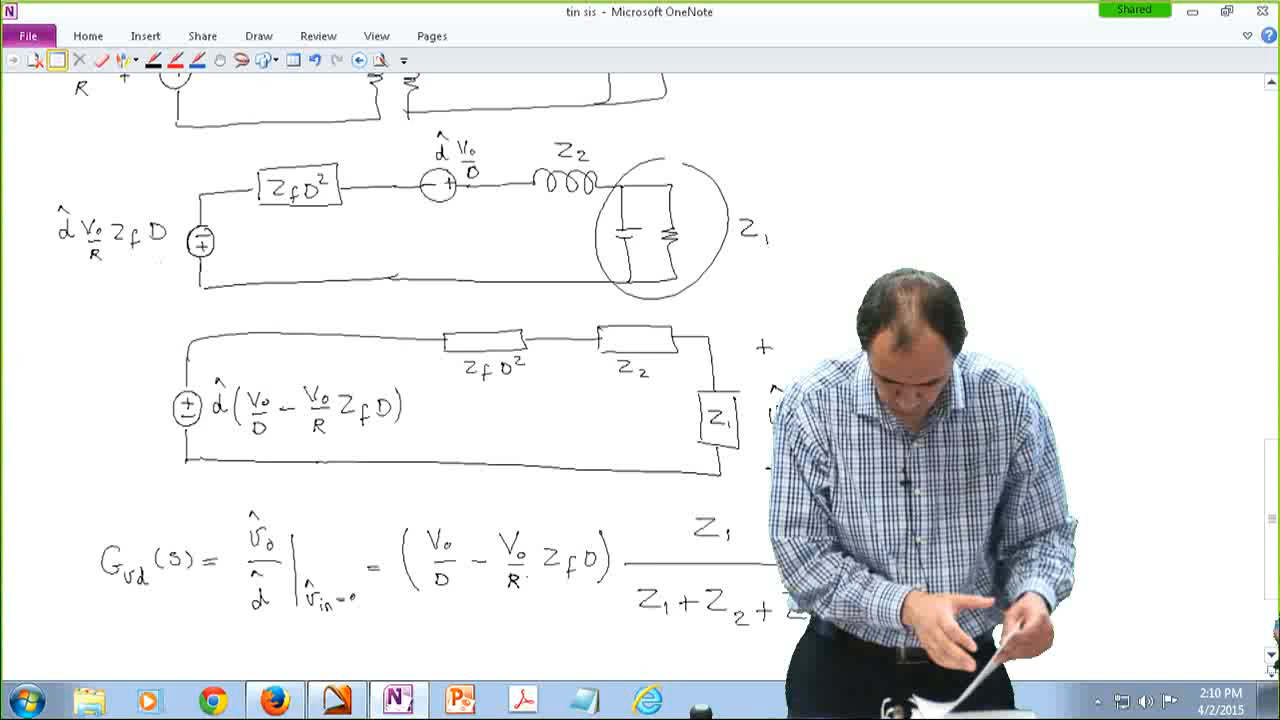 tin sis - Microsoft OneNote
Shared
File Home Insert Share Draw Review View Pages
R +
d̂ V₀/D
Z₂
Z_f D²
− +
d̂ V₀/R Z_f D
− +
Z₁
Z_f D²
Z₂
+
+ − d̂ (V₀/D − V₀/R Z_f D)
Z₁
G_vd(s) = v̂₀/d̂ | v̂_in=0 = (V₀/D − V₀/R Z_f D) Z₁ / Z₁ + Z₂ +
2:10 PM
4/2/2015